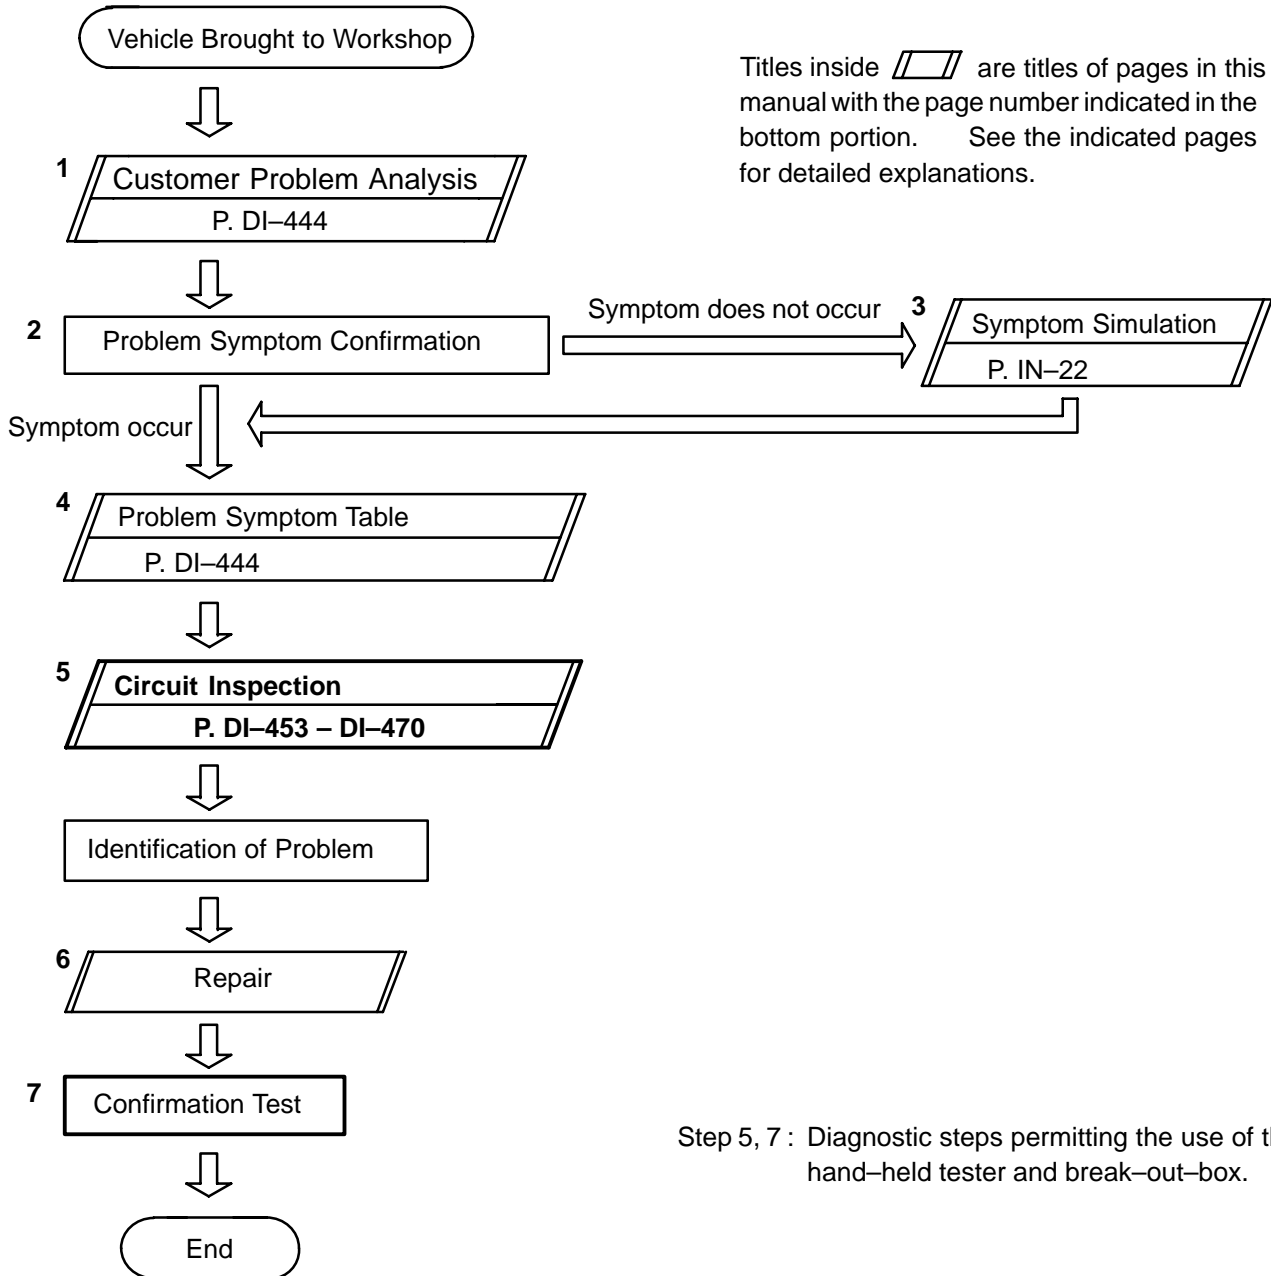 Vehicle Brought to Workshop
Titles inside are titles of pages in this
manual with the page number indicated in the
bottom portion. See the indicated pages
for detailed explanations.
1
Customer Problem Analysis
P. DI–444
2
Problem Symptom Confirmation
Symptom does not occur
3
Symptom Simulation
P. IN–22
Symptom occur
4
Problem Symptom Table
P. DI–444
5
Circuit Inspection
P. DI–453 – DI–470
Identification of Problem
6
Repair
7
Confirmation Test
Step 5, 7 : Diagnostic steps permitting the use of
hand–held tester and break–out–box.
End